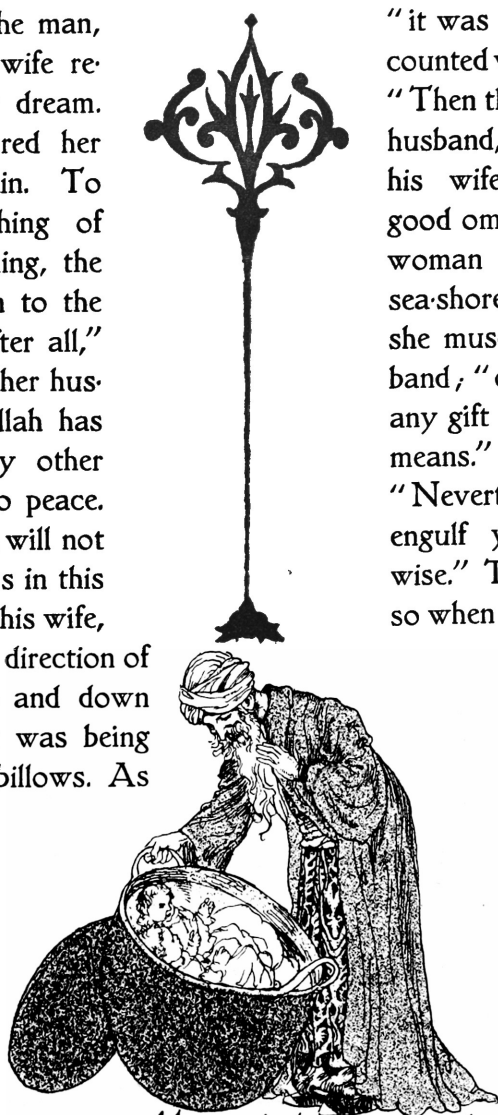 he man,
wife re-
dream.
red her
in. To
hing of
ing, the
to the
ter all,"
her hus-
llah has
y other
o peace.
will not
s in this
his wife,
direction of
and down
was being
billows. As
"it was
counted
"Then th
husband,
his wife
good om
woman
sea-shore
she mus
band; "
any gift
means."
"Nevert
engulf y
wise." T
so when